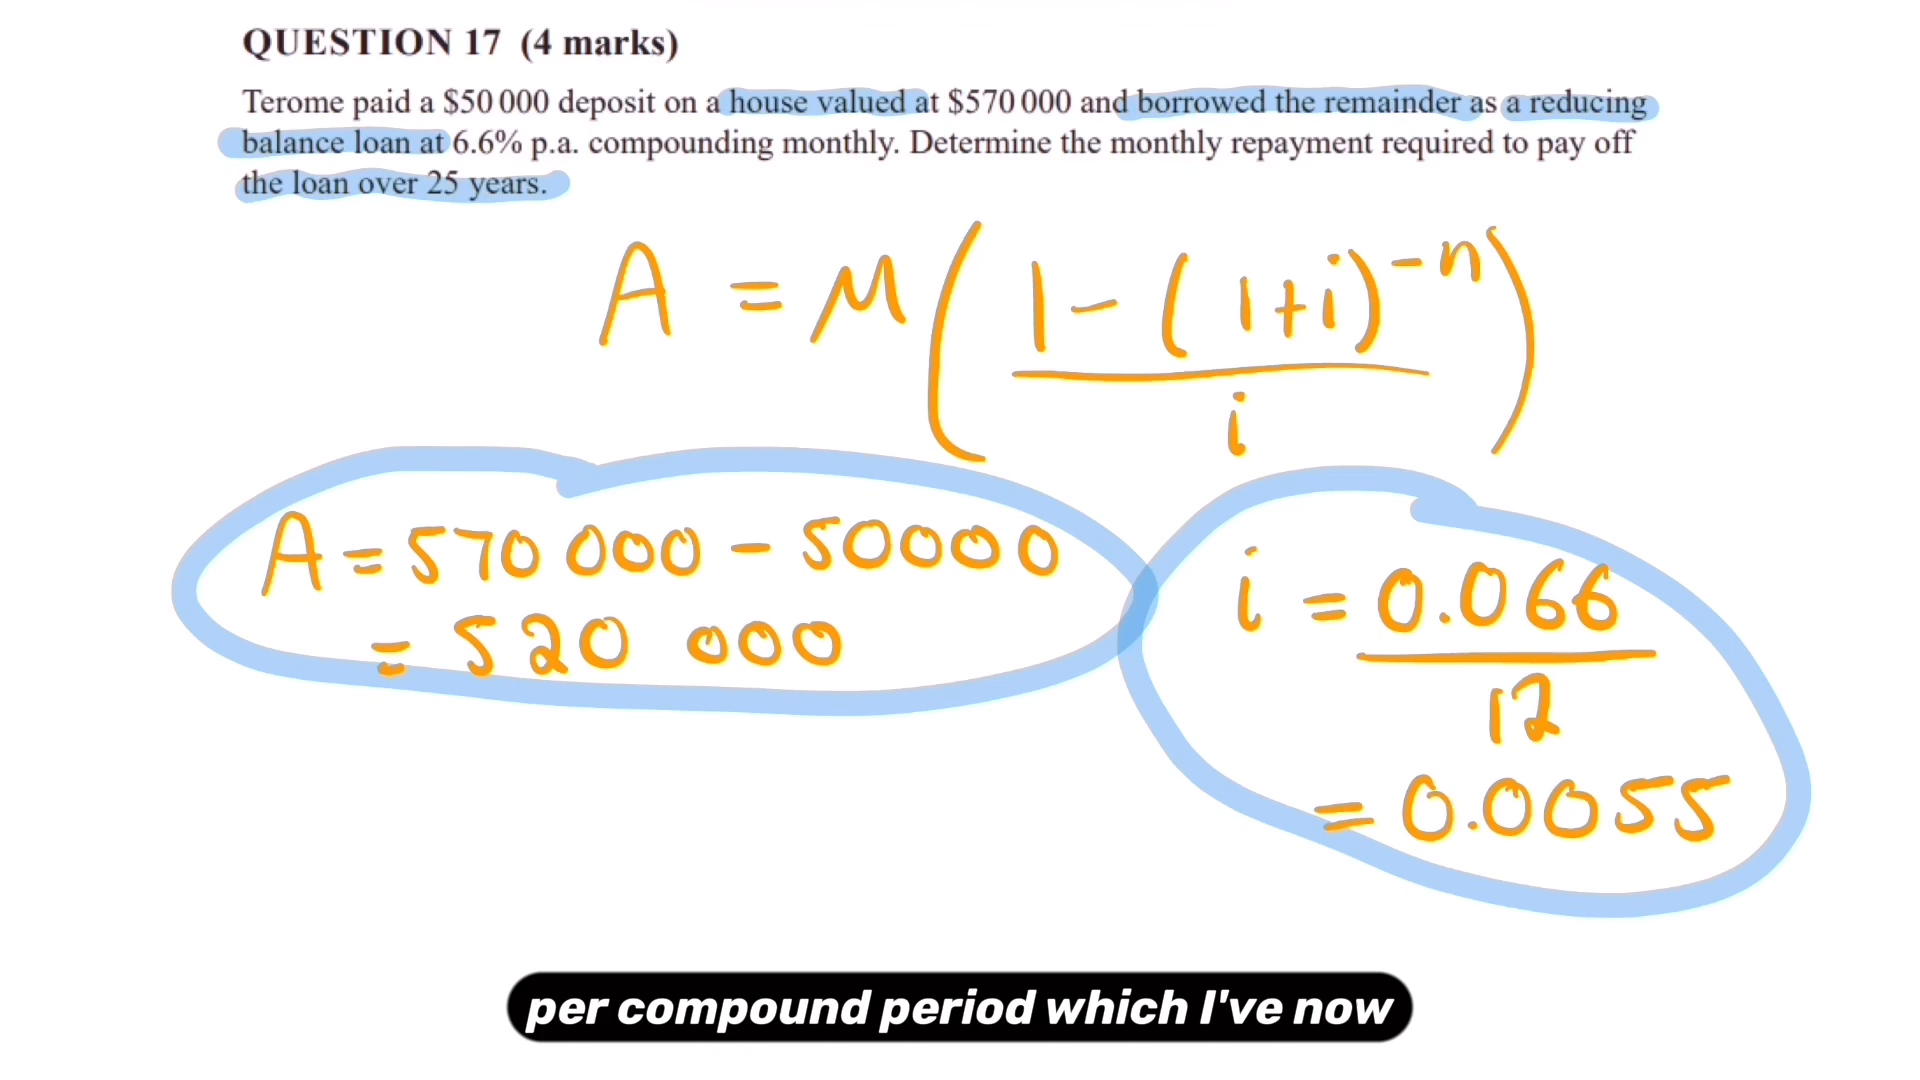 QUESTION 17 (4 marks)
Terome paid a $50 000 deposit on a house valued at $570 000 and borrowed the remainder as a reducing
balance loan at 6.6% p.a. compounding monthly. Determine the monthly repayment required to pay off
the loan over 25 years.
A = M ( 1 - (1+i)^-n / i )
A = 570 000 - 50000
= 520 000
i = 0.066 / 12
= 0.0055
per compound period which I've now